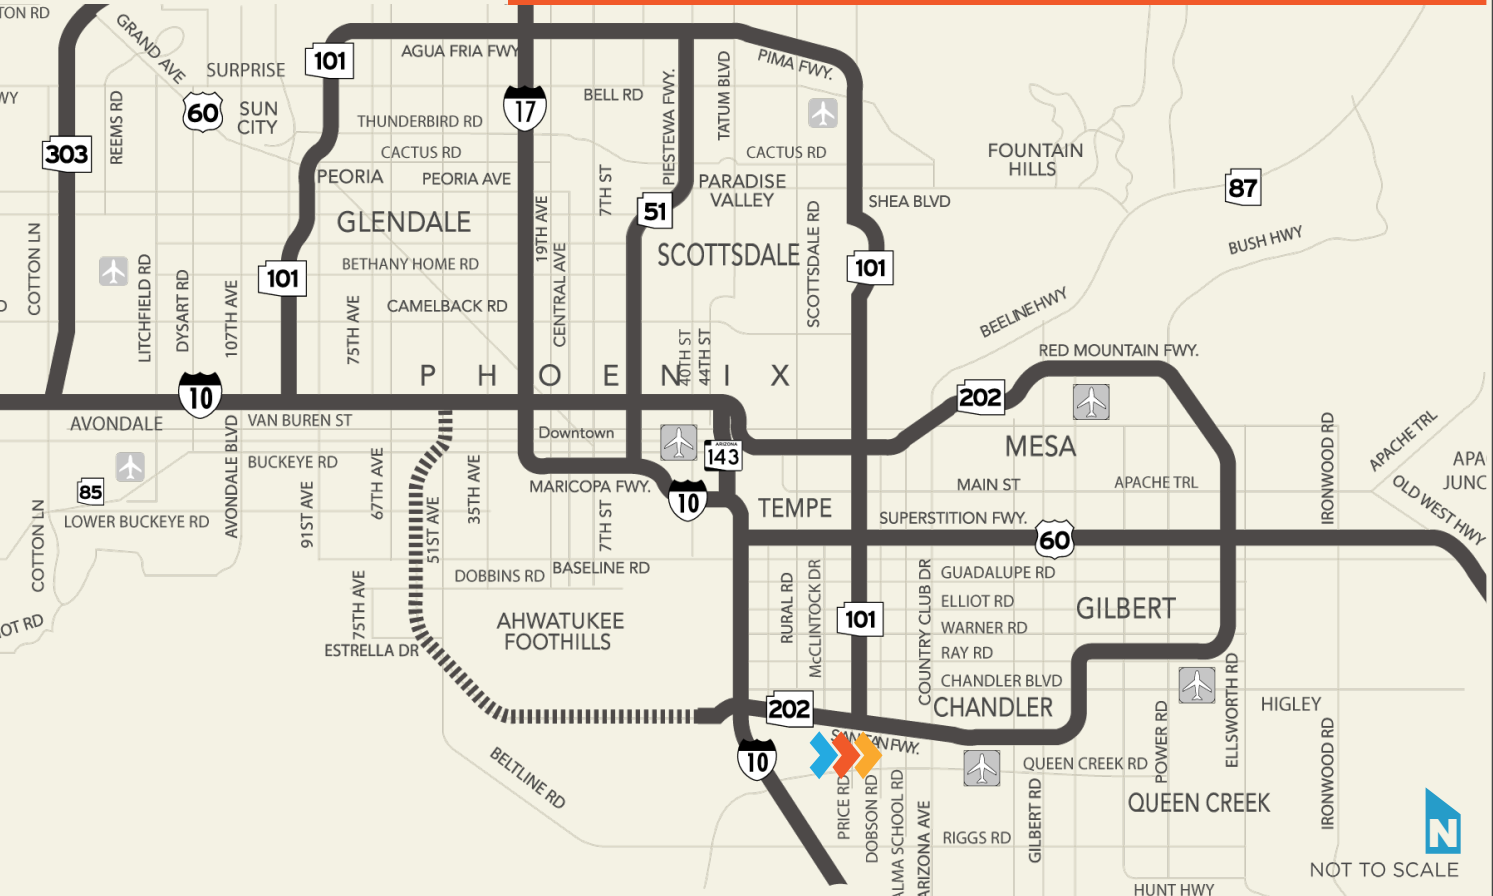 TON RD
GRAND AVE
SURPRISE
60
SUN
CITY
WY
REEMS RD
303
101
AGUA FRIA FWY
17
BELL RD
PIESTEWA FWY.
TATUM BLVD
PIMA FWY.
THUNDERBIRD RD
CACTUS RD
CACTUS RD
PEORIA
PEORIA AVE
7TH ST
PARADISE
VALLEY
51
FOUNTAIN
HILLS
87
SHEA BLVD
GLENDALE
19TH AVE
SCOTTSDALE
SCOTTSDALE RD
BUSH HWY
COTTON LN
LITCHFIELD RD
DYSART RD
107TH AVE
101
BETHANY HOME RD
CENTRAL AVE
101
75TH AVE
CAMELBACK RD
D
BEELINE HWY
40TH ST
44TH ST
RED MOUNTAIN FWY.
PHOENIX
10
202
AVONDALE
AVONDALE BLVD
VAN BUREN ST
Downtown
ARIZONA
143
MESA
IRONWOOD RD
APACHE TRL
BUCKEYE RD
85
67TH AVE
35TH AVE
MARICOPA FWY.
10
APA
JUNC
MAIN ST
APACHE TRL
OLD WEST HWY
COTTON LN
LOWER BUCKEYE RD
91ST AVE
51ST AVE
7TH ST
TEMPE
SUPERSTITION FWY.
60
DOBBINS RD
BASELINE RD
75TH AVE
RURAL RD
McCLINTOCK DR
COUNTRY CLUB DR
GUADALUPE RD
ELLIOT RD
GILBERT
101
WARNER RD
AHWATUKEE
FOOTHILLS
IOT RD
ESTRELLA DR
RAY RD
CHANDLER BLVD
ELLSWORTH RD
202
CHANDLER
POWER RD
HIGLEY
SANTAN FWY.
10
QUEEN CREEK RD
IRONWOOD RD
BELTLINE RD
PRICE RD
DOBSON RD
ALMA SCHOOL RD
ARIZONA AVE
GILBERT RD
QUEEN CREEK
RIGGS RD
N
NOT TO SCALE
HUNT HWY